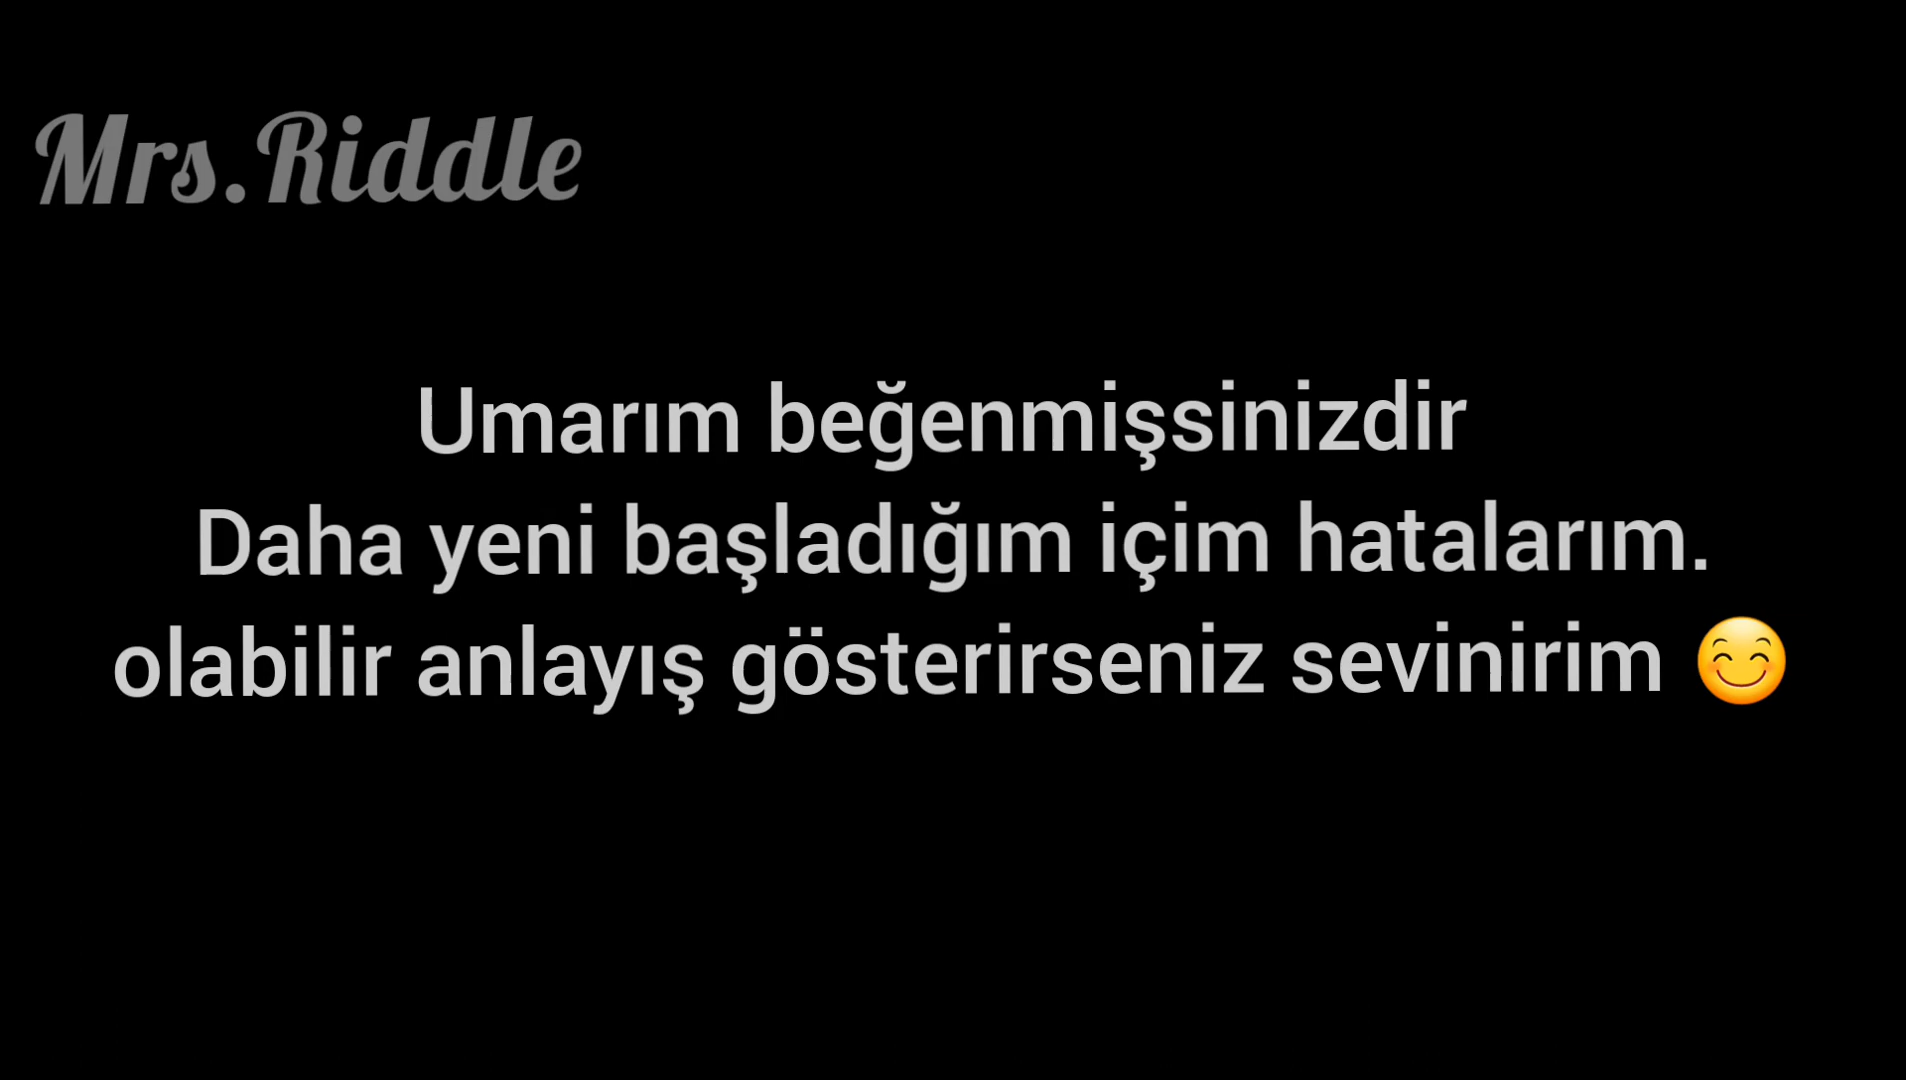 Mrs.Riddle
Umarım beğenmişsinizdir
Daha yeni başladığım içim hatalarım.
olabilir anlayış gösterirseniz sevinirim 😊